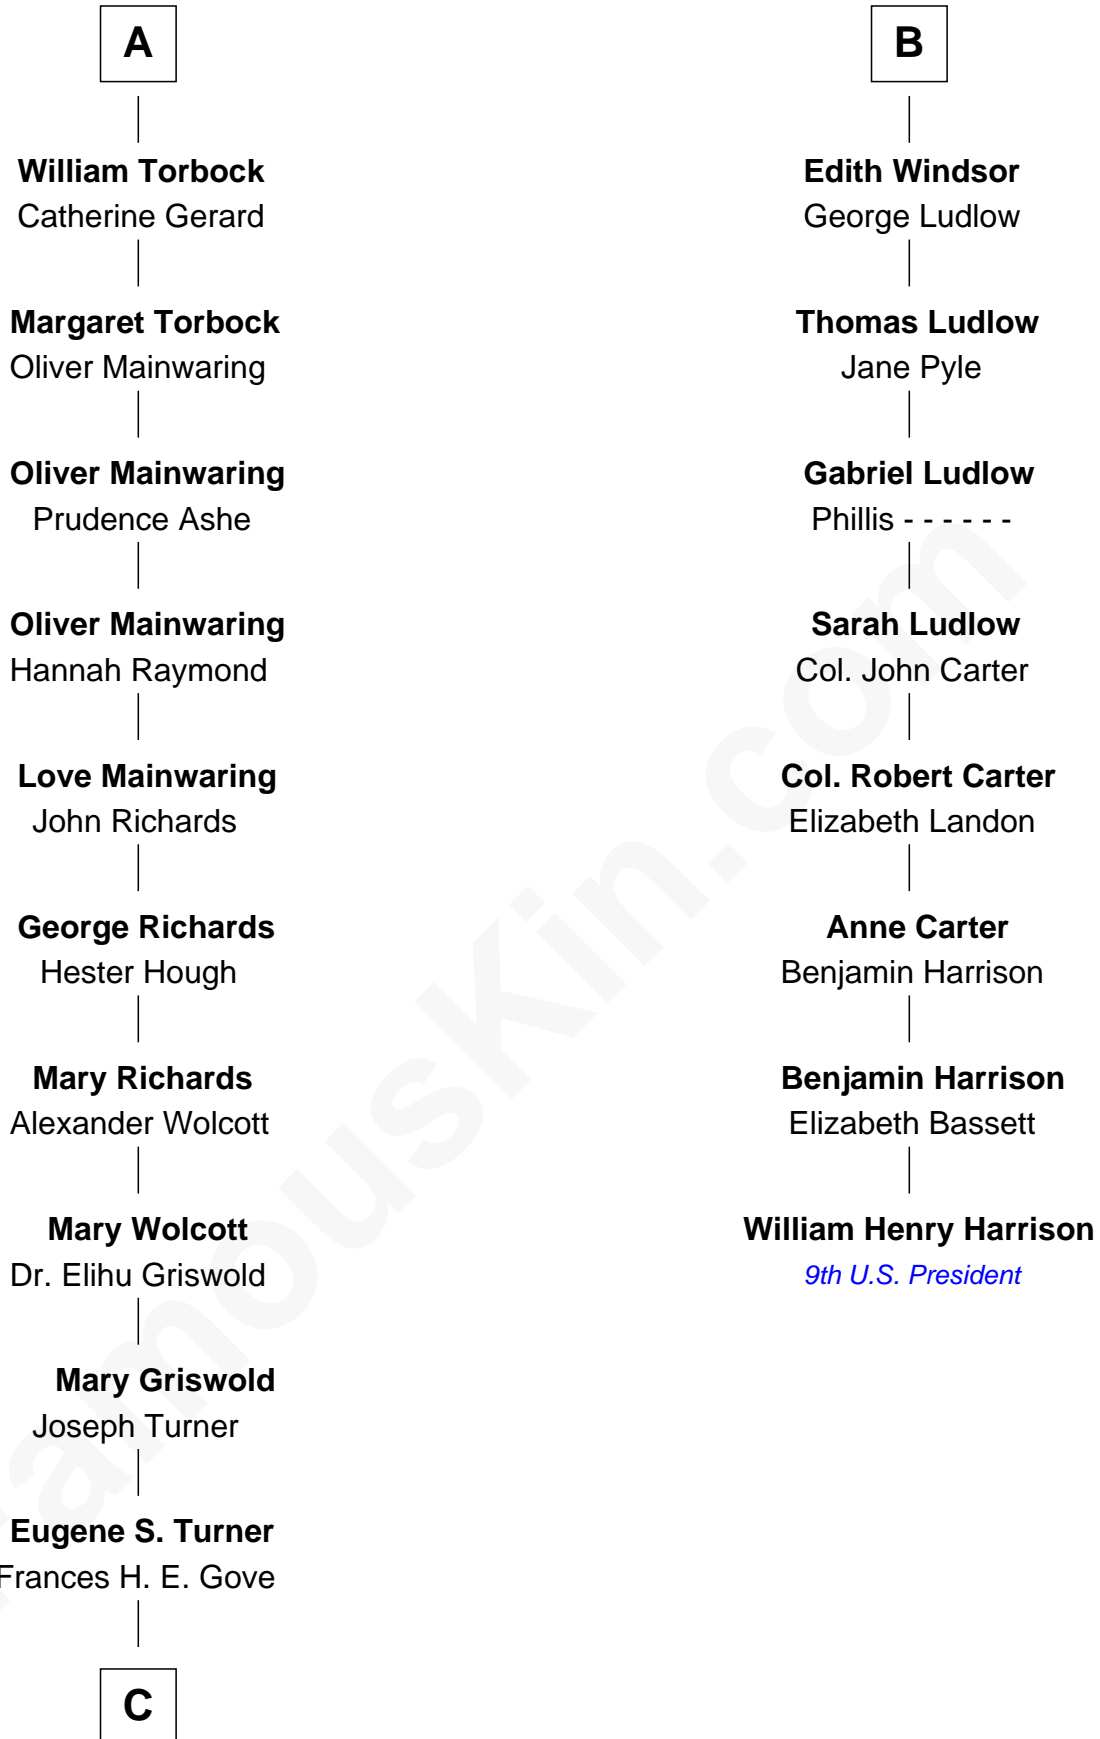 A
William Torbock
Catherine Gerard
Margaret Torbock
Oliver Mainwaring
Oliver Mainwaring
Prudence Ashe
Oliver Mainwaring
Hannah Raymond
Love Mainwaring
John Richards
George Richards
Hester Hough
Mary Richards
Alexander Wolcott
Mary Wolcott
Dr. Elihu Griswold
Mary Griswold
Joseph Turner
Eugene S. Turner
Frances H. E. Gove
C
B
Edith Windsor
George Ludlow
Thomas Ludlow
Jane Pyle
Gabriel Ludlow
Phillis - - - - - -
Sarah Ludlow
Col. John Carter
Col. Robert Carter
Elizabeth Landon
Anne Carter
Benjamin Harrison
Benjamin Harrison
Elizabeth Bassett
William Henry Harrison
9th U.S. President
FamousKin.com